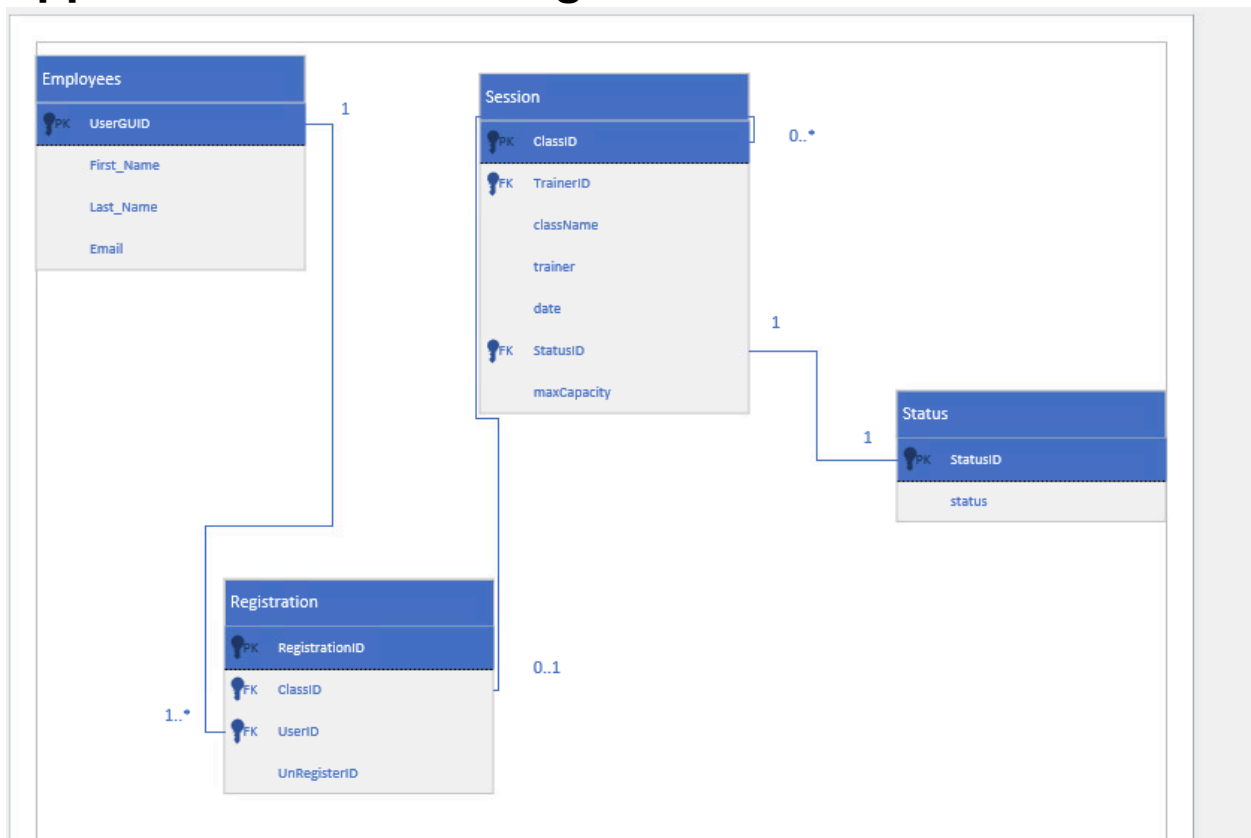 Employees
PK UserGUID
First_Name
Last_Name
Email
1
Session
PK ClassID
0..*
FK TrainerID
className
trainer
date
1
FK StatusID
maxCapacity
Status
1
PK StatusID
status
Registration
PK RegistrationID
0..1
FK ClassID
1..*
FK UserID
UnRegisterID